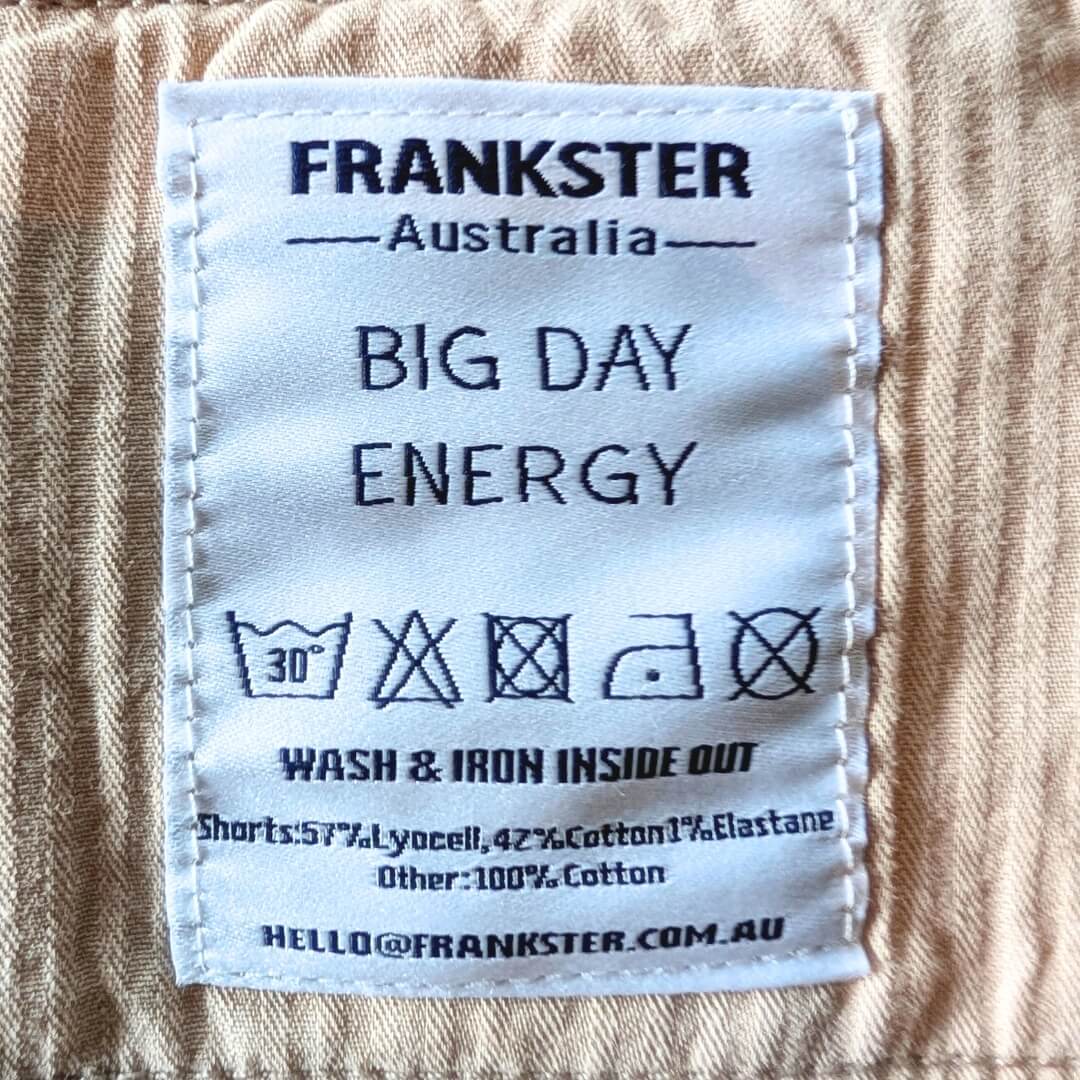 FRANKSTER
Australia
BIG DAY
ENERGY
30°
WASH & IRON INSIDE OUT
Shorts:57%Lyocell,42%Cotton1%Elastane
Other:100%Cotton
HELLO@FRANKSTER.COM.AU